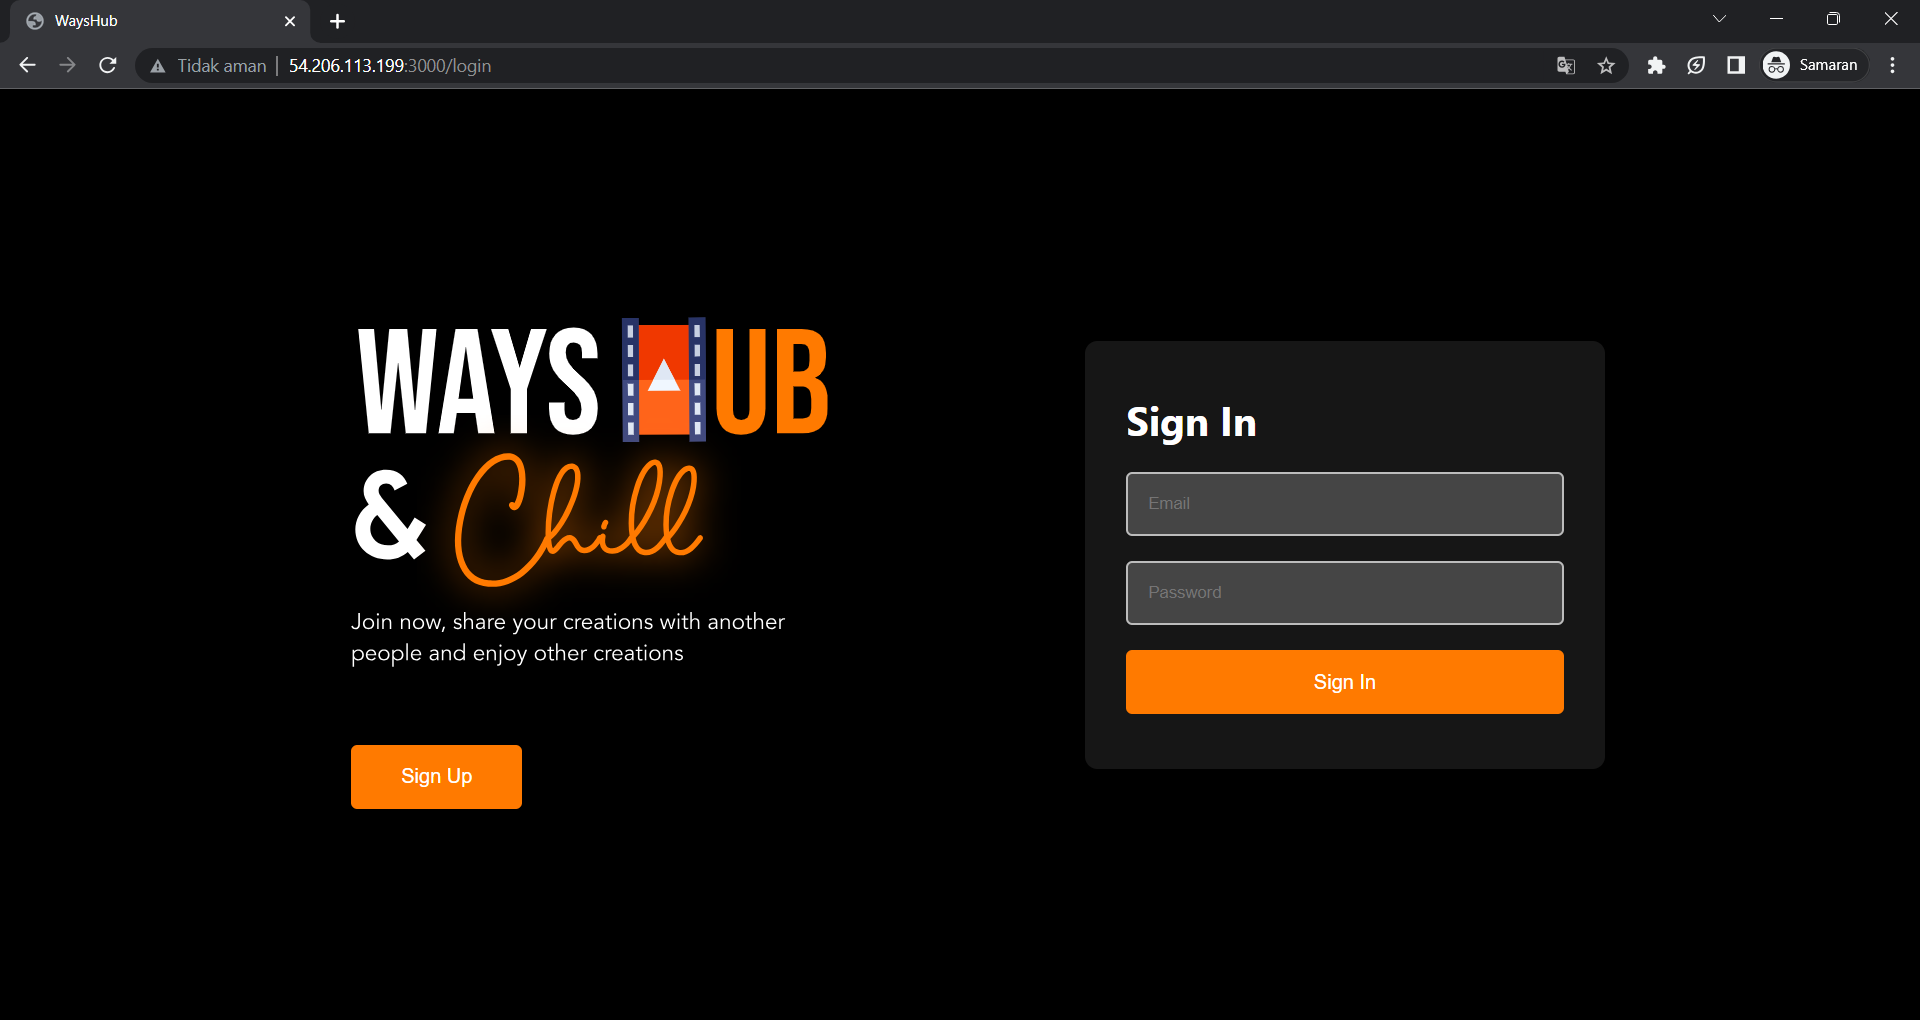 WaysHub
Tidak aman
54.206.113.199:3000/login
Samaran
WAYS HUB
& Chill
Join now, share your creations with another
people and enjoy other creations
Sign Up
Sign In
Email
Password
Sign In